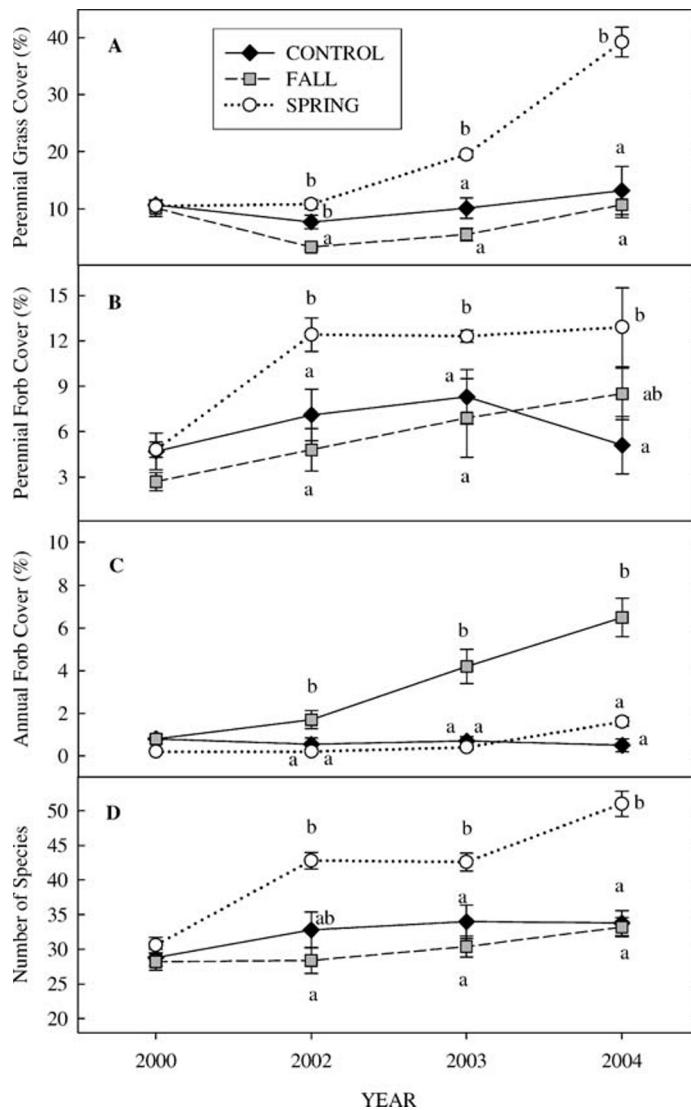 A
CONTROL
FALL
SPRING
Perennial Grass Cover (%)
40
30
20
10
b
b
b
b
a
a
a
a
a
B
Perennial Forb Cover (%)
15
12
9
6
3
b
a
a
b
a
a
b
ab
a
C
Annual Forb Cover (%)
10
8
6
4
2
0
b
a a
b
a a
b
a
a
D
Number of Species
50
45
40
35
30
25
20
b
ab
a
b
a
a
b
a
a
2000 2002 2003 2004
YEAR